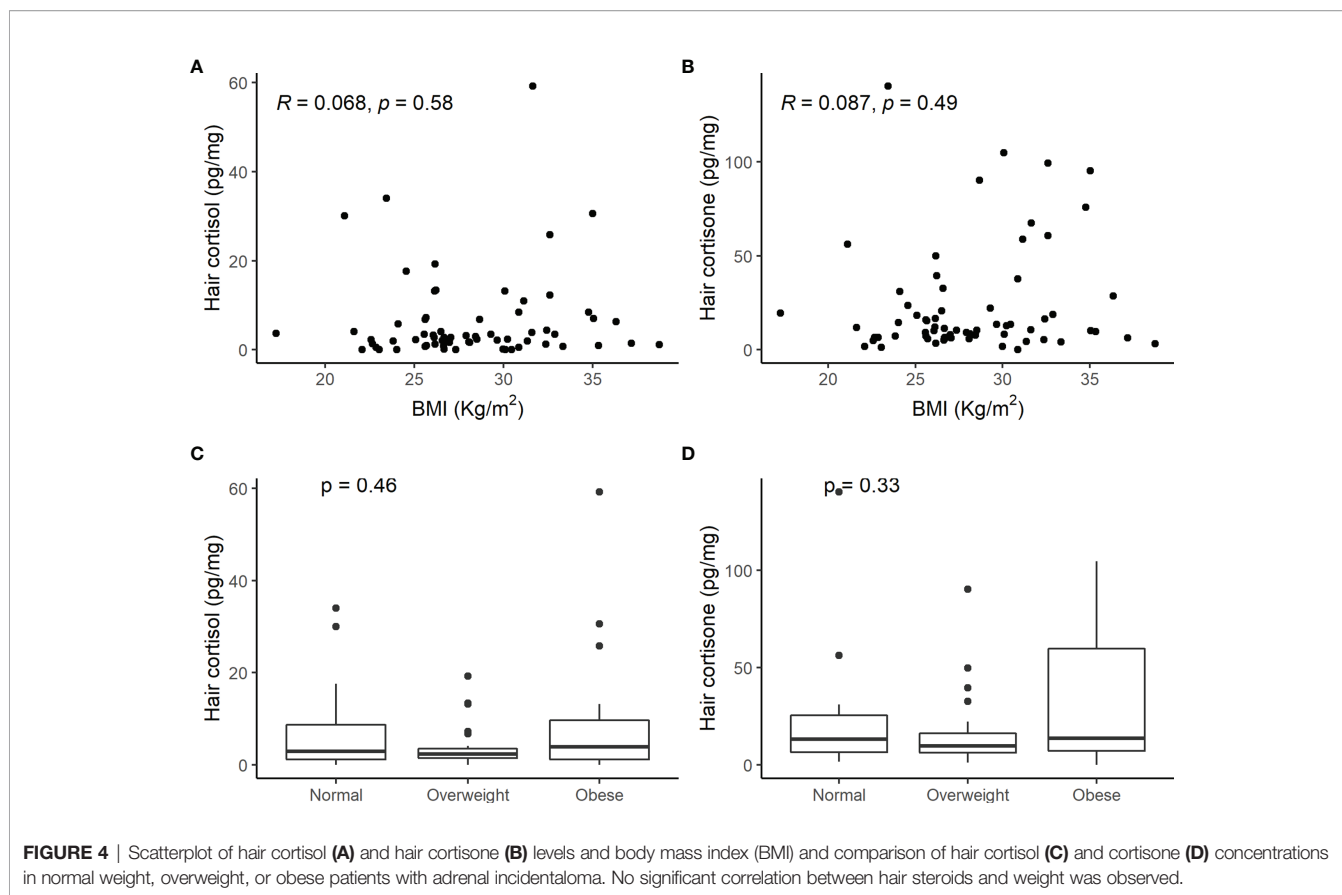 A
R = 0.068, p = 0.58
Hair cortisol (pg/mg)
60
40
20
0
20 25 30 35
BMI (Kg/m²)
B
R = 0.087, p = 0.49
Hair cortisone (pg/mg)
100
50
0
20 25 30 35
BMI (Kg/m²)
C
p = 0.46
Hair cortisol (pg/mg)
60
40
20
0
Normal Overweight Obese
D
p = 0.33
Hair cortisone (pg/mg)
100
50
0
Normal Overweight Obese
FIGURE 4 | Scatterplot of hair cortisol (A) and hair cortisone (B) levels and body mass index (BMI) and comparison of hair cortisol (C) and cortisone (D) concentrations
in normal weight, overweight, or obese patients with adrenal incidentaloma. No significant correlation between hair steroids and weight was observed.